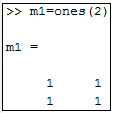 >> m1=ones(2)
m1 =
1 1
1 1